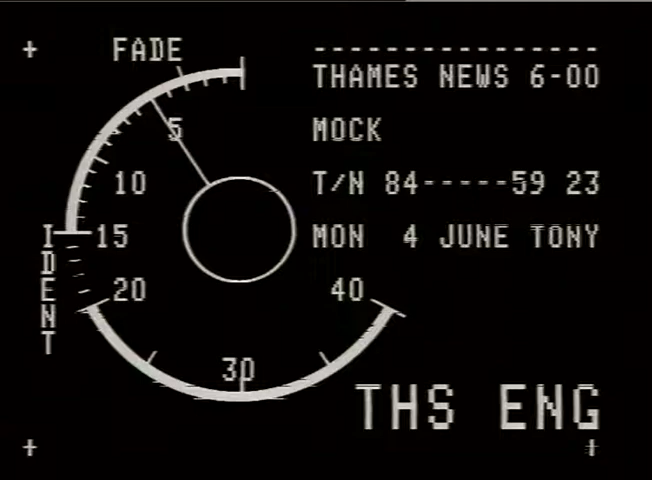 FADE
----------------
THAMES NEWS 6-00
5
MOCK
10
T/N 84-----59 23
IDENT
15
MON 4 JUNE TONY
20
40
30
THS ENG